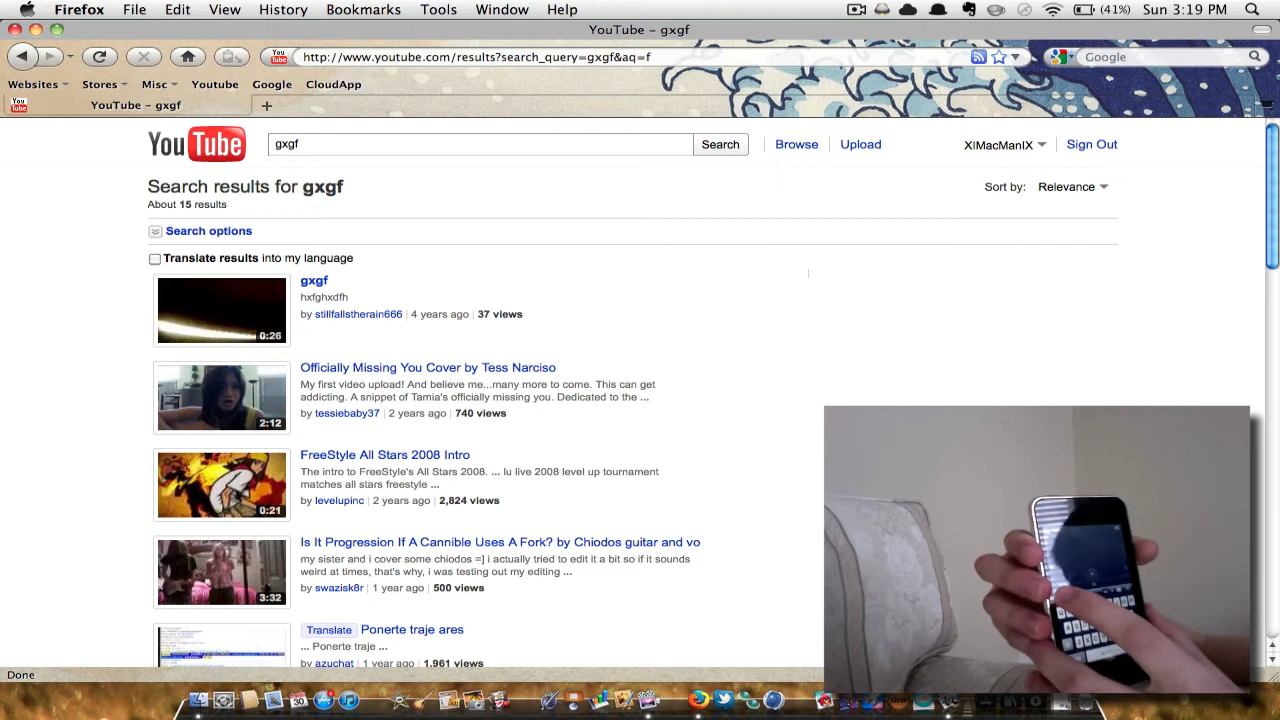 Firefox File Edit View History Bookmarks Tools Window Help (41%) Sun 3:19 PM
YouTube – gxgf
You Tube http://www.youtube.com/results?search_query=gxgf&aq=f Google
Websites Stores Misc Youtube Google CloudApp
You Tube YouTube – gxgf
YouTube gxgf Search Browse Upload XIMacManIX Sign Out
Search results for gxgf Sort by: Relevance
About 15 results
Search options
Translate results into my language
gxgf
hxfghxdfh
by stillfallstherain666 4 years ago 37 views
0:26
Officially Missing You Cover by Tess Narciso
My first video upload! And believe me...many more to come. This can get
addicting. A snippet of Tamia's officially missing you. Dedicated to the ...
by tessiebaby37 2 years ago 740 views
2:12
FreeStyle All Stars 2008 Intro
The intro to FreeStyle's All Stars 2008. ... lu live 2008 level up tournament
matches all stars freestyle ...
by levelupinc 2 years ago 2,824 views
0:21
Is It Progression If A Cannible Uses A Fork? by Chiodos guitar and vo
my sister and i cover some chiodos =] i actually tried to edit it a bit so if it sounds
weird at times, that's why, i was testing out my editing ...
by swazisk8r 1 year ago 500 views
3:32
Translate Ponerte traje ares
... Ponerte traje ...
by azuchat 1 year ago 1,961 views
Done
30